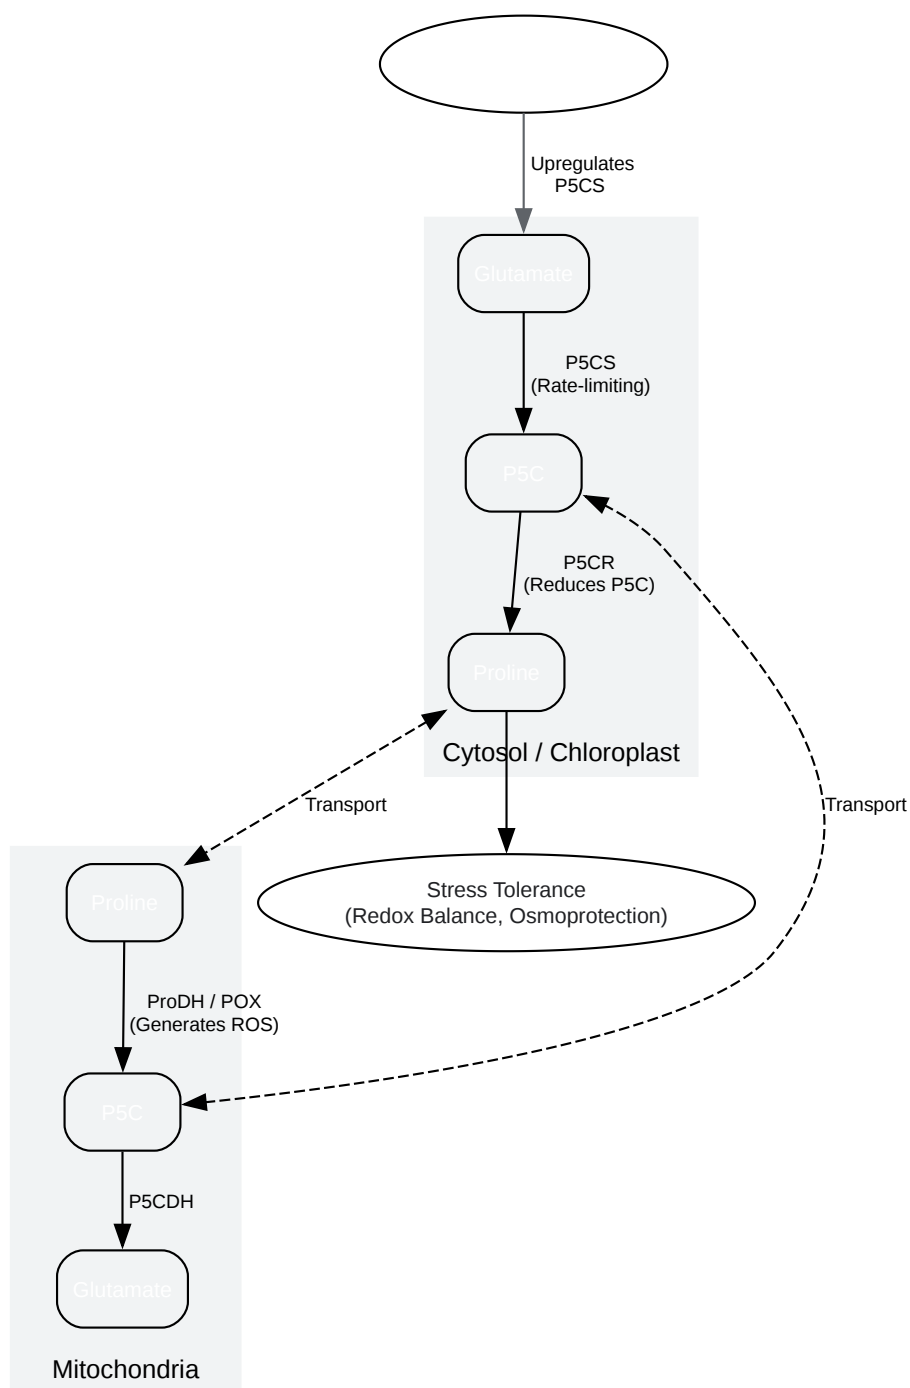 Upregulates
P5CS
Glutamate
P5CS
(Rate-limiting)
P5C
P5CR
(Reduces P5C)
Proline
Cytosol / Chloroplast
Transport
Transport
Proline
Stress Tolerance
(Redox Balance, Osmoprotection)
ProDH / POX
(Generates ROS)
P5C
P5CDH
Glutamate
Mitochondria